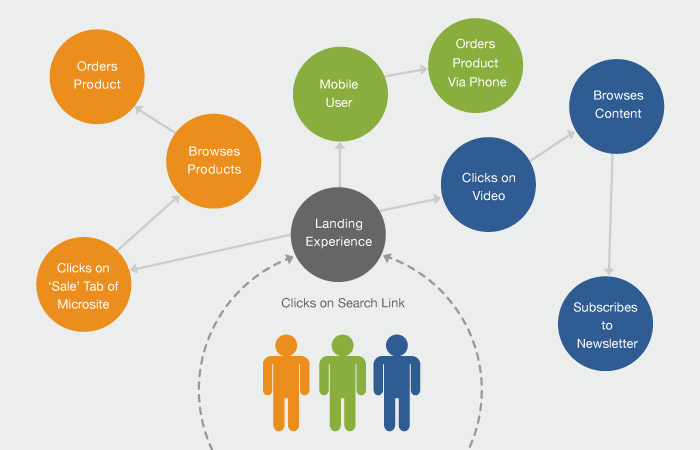 Orders
Product
Browses
Products
Clicks on
‘Sale’ Tab of
Microsite
Mobile
User
Orders
Product
Via Phone
Landing
Experience
Clicks on
Video
Browses
Content
Subscribes
to
Newsletter
Clicks on Search Link